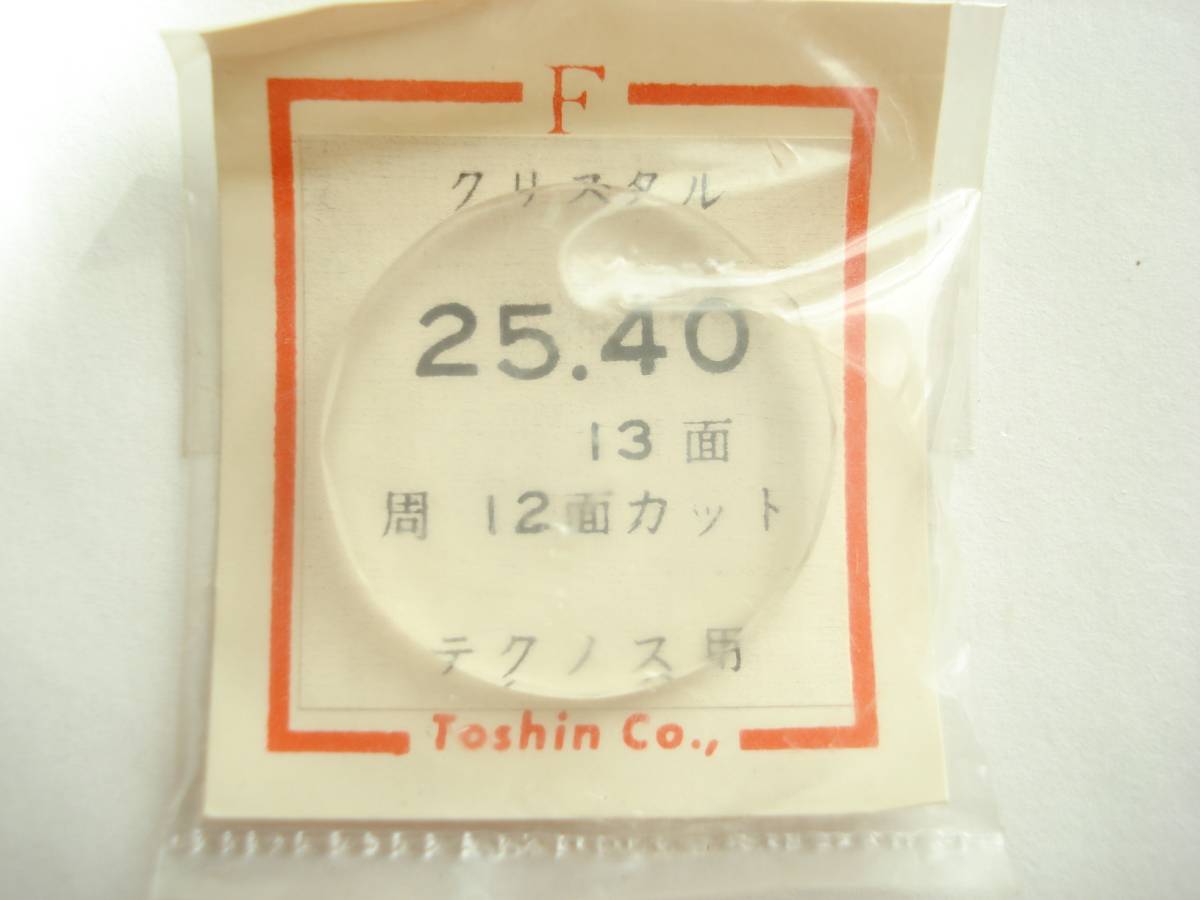 F
クリスタル
25.40
13面
周 12面カット
テクノス用
Toshin Co.,